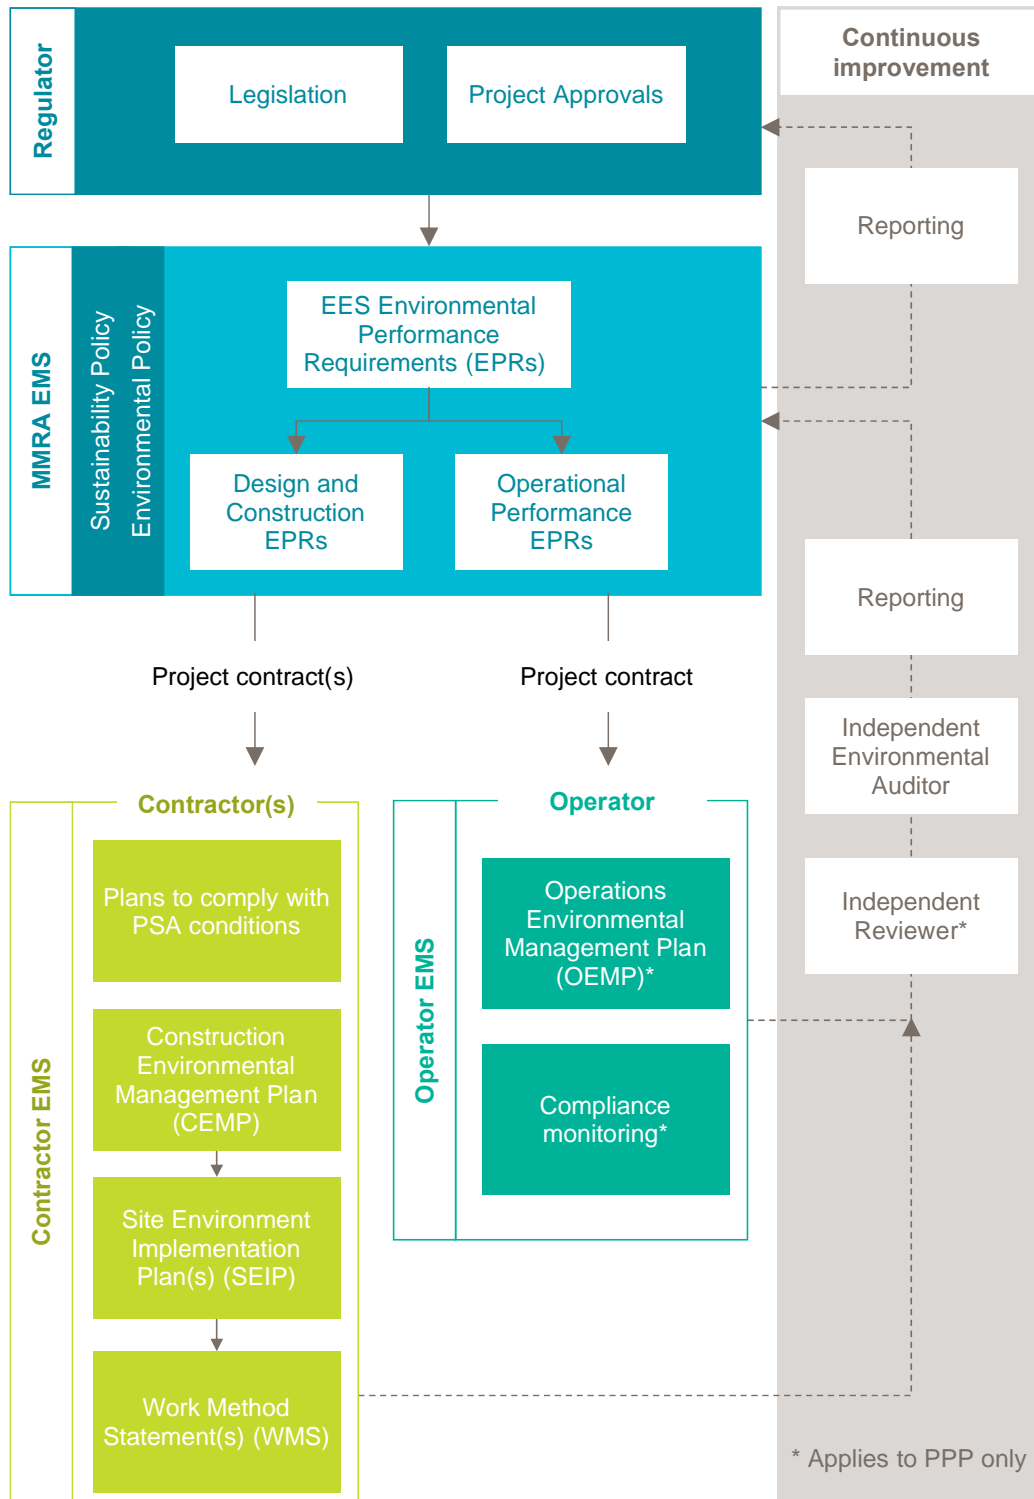 Regulator
Legislation
Project Approvals
Continuous
improvement
Reporting
MMRA EMS
Sustainability Policy
Environmental Policy
EES Environmental
Performance
Requirements (EPRs)
Design and
Construction
EPRs
Operational
Performance
EPRs
Reporting
Project contract(s)
Project contract
Independent
Environmental
Auditor
Independent
Reviewer*
Contractor EMS
Contractor(s)
Plans to comply with
PSA conditions
Construction
Environmental
Management Plan
(CEMP)
Site Environment
Implementation
Plan(s) (SEIP)
Work Method
Statement(s) (WMS)
Operator EMS
Operator
Operations
Environmental
Management Plan
(OEMP)*
Compliance
monitoring*
* Applies to PPP only